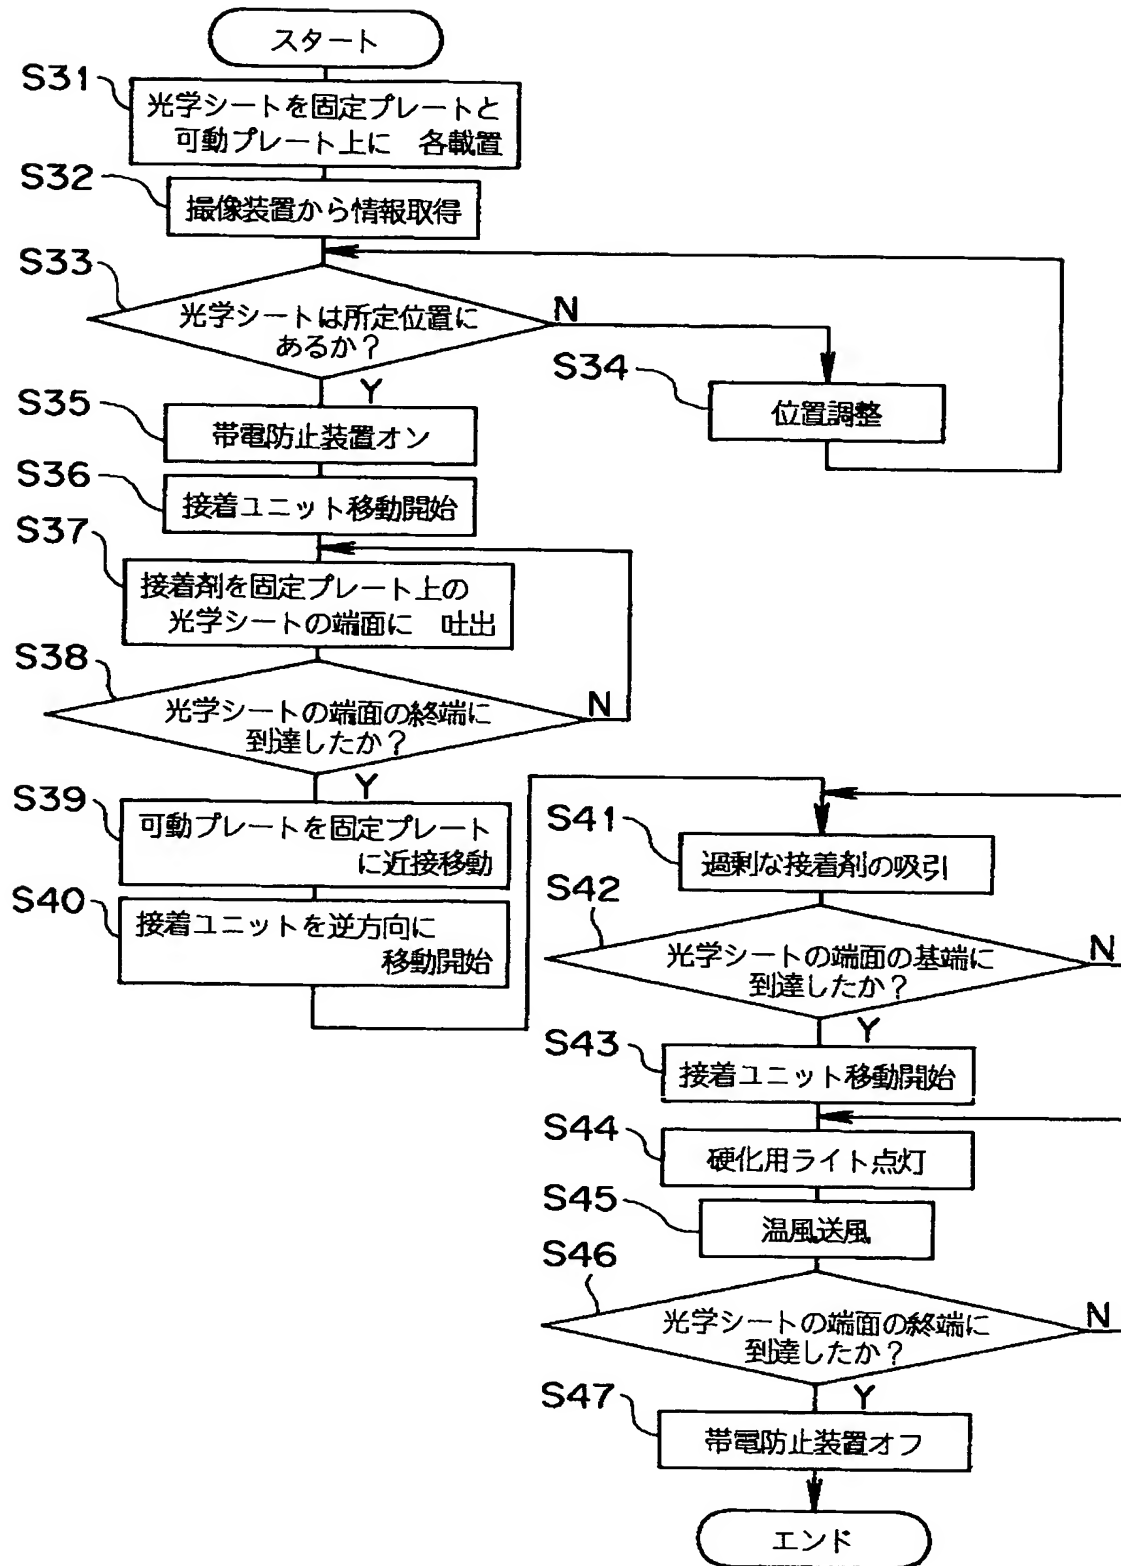 スタート
S31
光学シートを固定プレートと
可動プレート上に 各載置
S32
撮像装置から情報取得
S33
光学シートは所定位置に
あるか?
N
Y
S34
位置調整
S35
帯電防止装置オン
S36
接着ユニット移動開始
S37
接着剤を固定プレート上の
光学シートの端面に 吐出
S38
光学シートの端面の終端に
到達したか?
N
Y
S39
可動プレートを固定プレート
に近接移動
S40
接着ユニットを逆方向に
移動開始
S41
過剰な接着剤の吸引
S42
光学シートの端面の基端に
到達したか?
N
Y
S43
接着ユニット移動開始
S44
硬化用ライト点灯
S45
温風送風
S46
光学シートの端面の終端に
到達したか?
N
Y
S47
帯電防止装置オフ
エンド